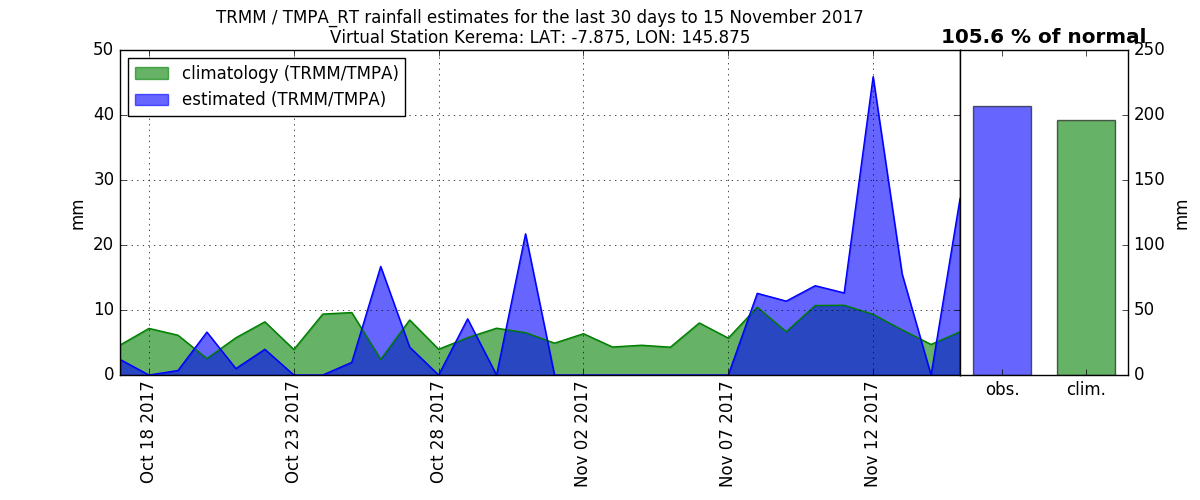 TRMM / TMPA_RT rainfall estimates for the last 30 days to 15 November 2017
Virtual Station Kerema: LAT: -7.875, LON: 145.875
105.6 % of normal
climatology (TRMM/TMPA)
estimated (TRMM/TMPA)
50
40
30
20
10
0
mm
250
200
150
100
50
0
mm
Oct 18 2017
Oct 23 2017
Oct 28 2017
Nov 02 2017
Nov 07 2017
Nov 12 2017
obs.
clim.